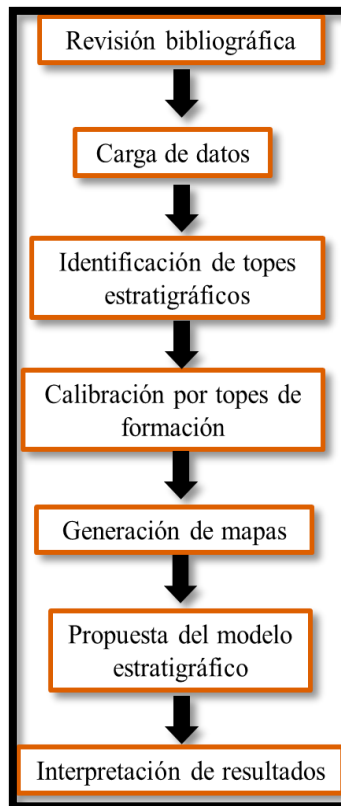 Revisión bibliográfica
Carga de datos
Identificación de topes
estratigráficos
Calibración por topes de
formación
Generación de mapas
Propuesta del modelo
estratigráfico
Interpretación de resultados